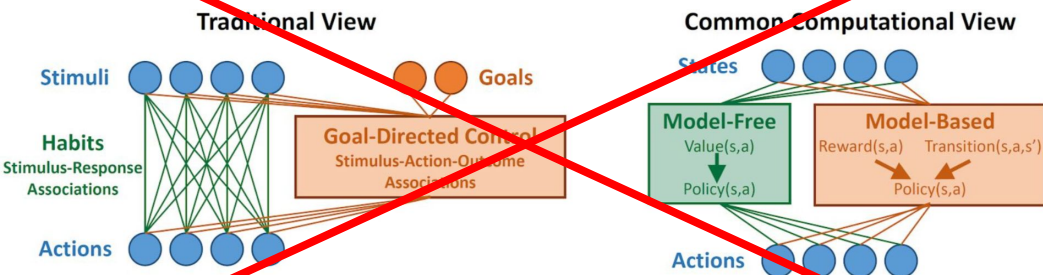 Traditional View
Stimuli
Goals
Habits
Stimulus-Response
Associations
Goal-Directed Control
Stimulus-Action-Outcome
Associations
Actions
Common Computational View
States
Model-Free
Value(s,a)
Policy(s,a)
Model-Based
Reward(s,a) Transition(s,a,s’)
Policy(s,a)
Actions